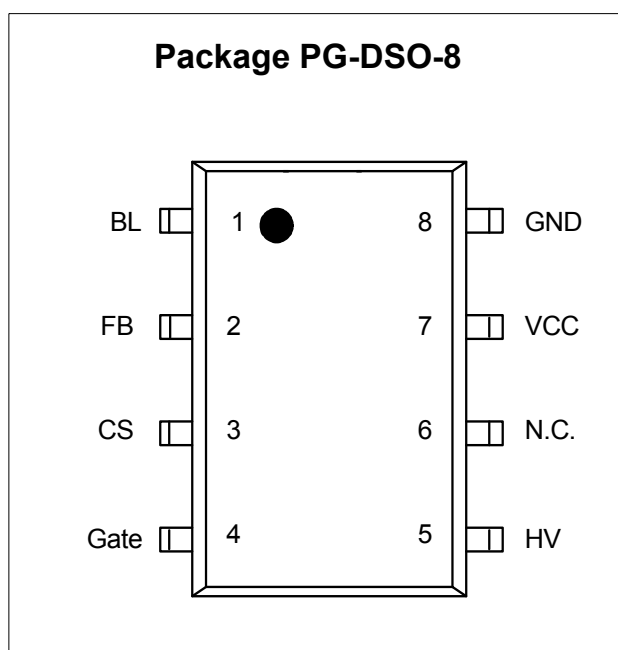 Package PG-DSO-8
BL 1 8 GND
FB 2 7 VCC
CS 3 6 N.C.
Gate 4 5 HV